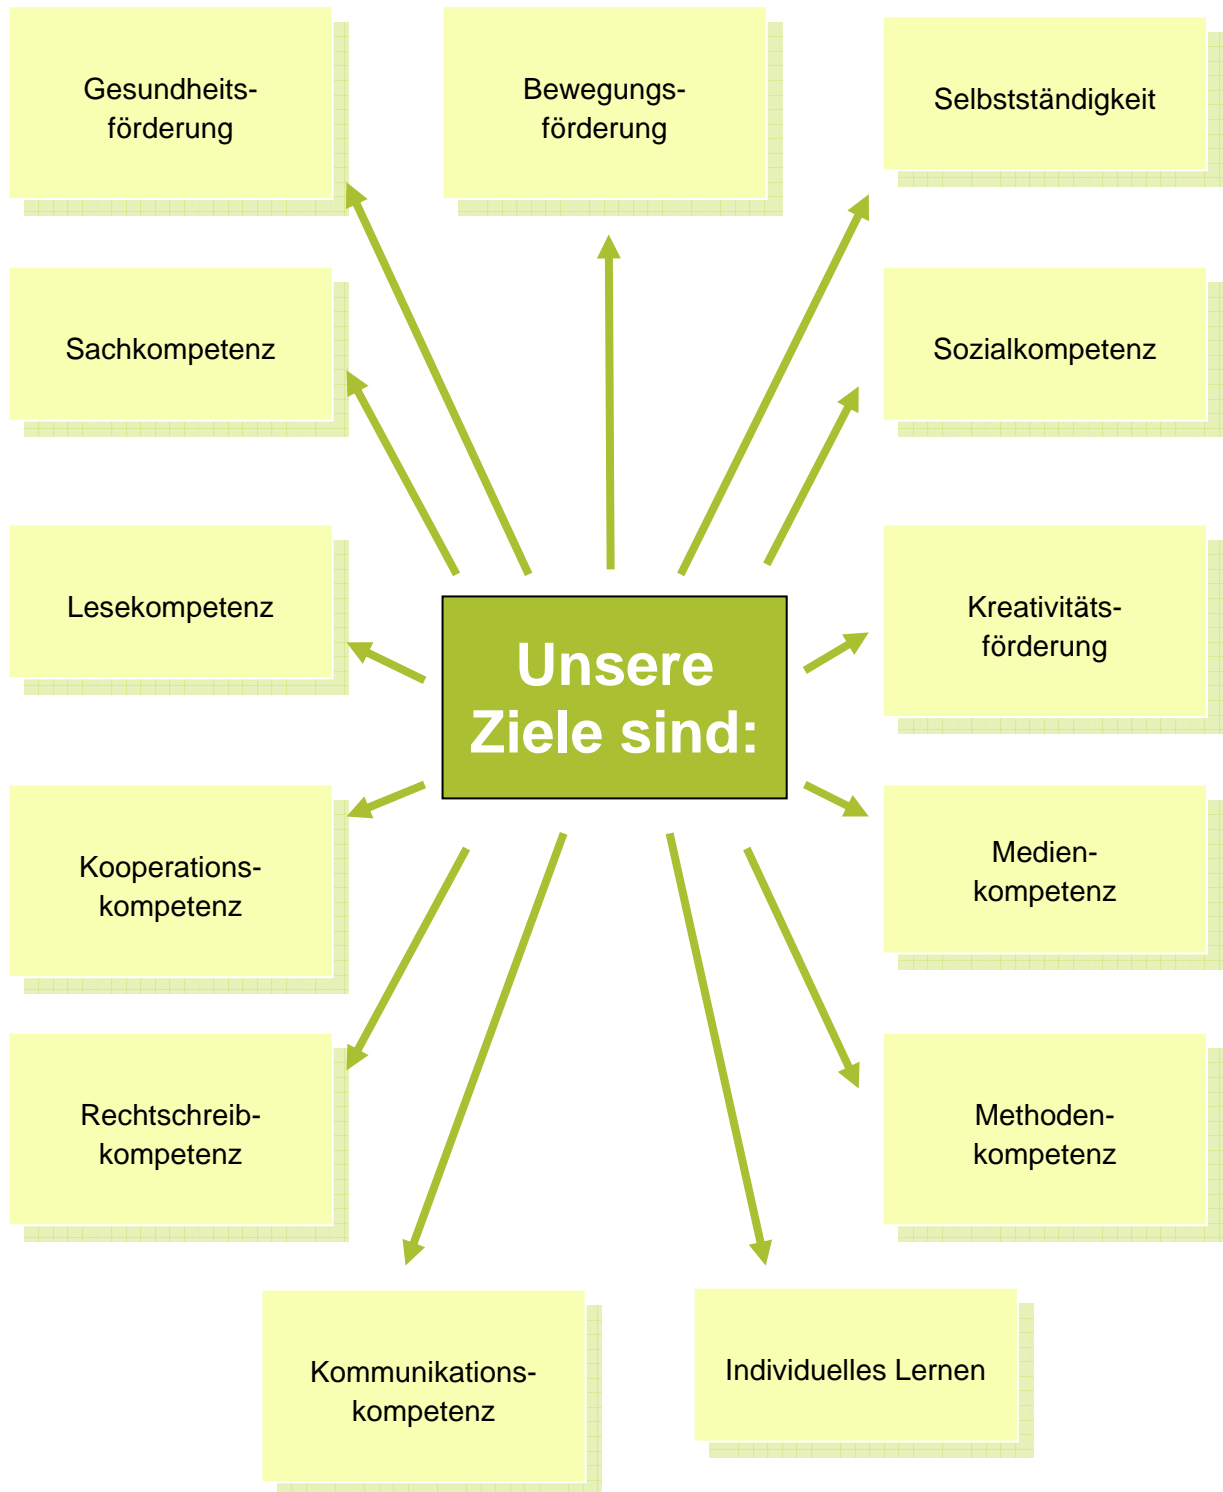 Gesundheits-
förderung
Bewegungs-
förderung
Selbstständigkeit
Sachkompetenz
Sozialkompetenz
Lesekompetenz
Kreativitäts-
förderung
Unsere
Ziele sind:
Kooperations-
kompetenz
Medien-
kompetenz
Rechtschreib-
kompetenz
Methoden-
kompetenz
Kommunikations-
kompetenz
Individuelles Lernen